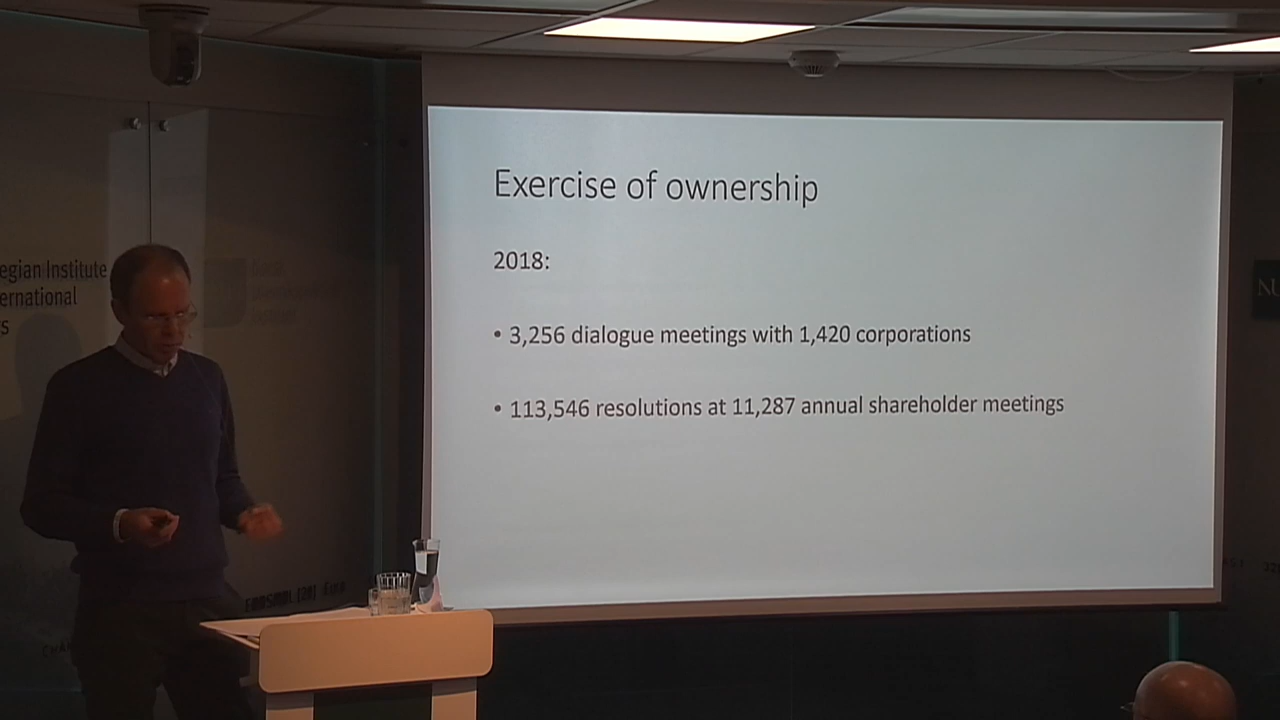 Exercise of ownership
2018:
• 3,256 dialogue meetings with 1,420 corporations
• 113,546 resolutions at 11,287 annual shareholder meetings
egian Institute
ernational
s
NU